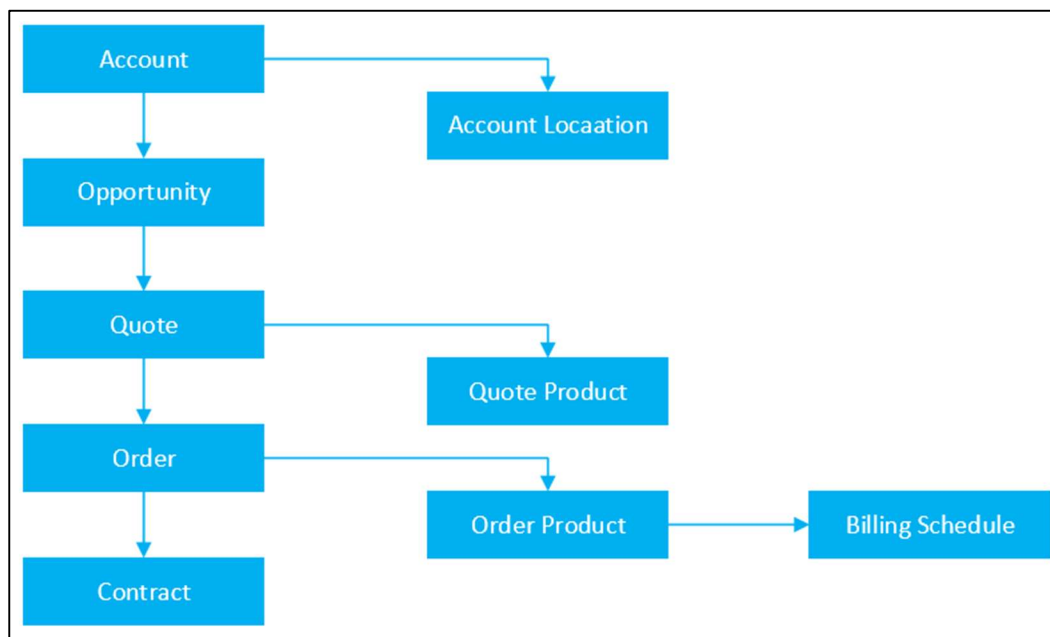 Account
Account Locaation
Opportunity
Quote
Quote Product
Order
Order Product
Billing Schedule
Contract